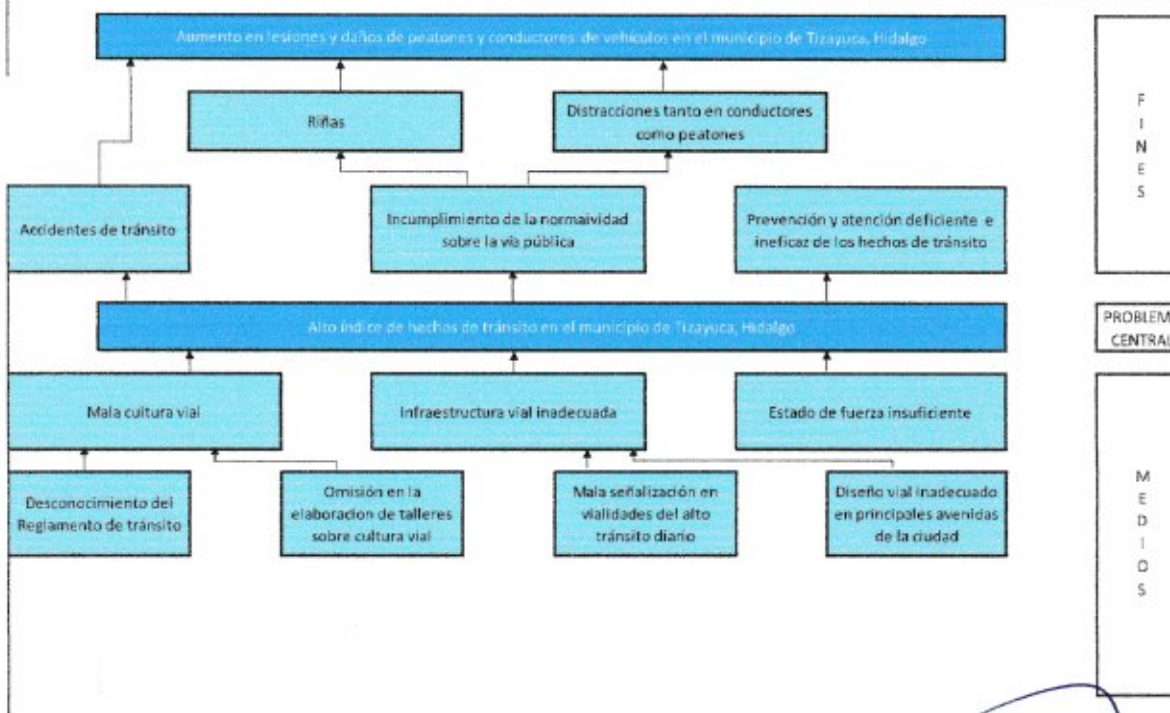 Aumento en lesiones y daños de peatones y conductores de vehículos en el municipio de Tizayuca, Hidalgo
Riñas
Distracciones tanto en conductores
como peatones
Accidentes de tránsito
Incumplimiento de la normaividad
sobre la vía pública
Prevención y atención deficiente e
ineficaz de los hechos de tránsito
Alto índice de hechos de tránsito en el municipio de Tizayuca, Hidalgo
Mala cultura vial
Infraestructura vial inadecuada
Estado de fuerza insuficiente
Desconocimiento del
Reglamento de tránsito
Omisión en la
elaboracion de talleres
sobre cultura vial
Mala señalización en
vialidades del alto
tránsito diario
Diseño vial inadecuado
en principales avenidas
de la ciudad
F
I
N
E
S
PROBLEM
CENTRAL
M
E
D
I
O
S